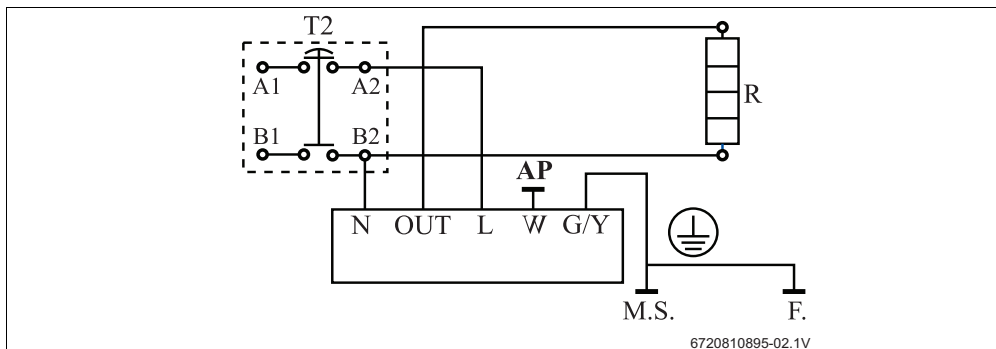 T2
A1 A2
R
B1 B2
AP
N OUT L W G/Y
M.S. F.
6720810895-02.1V